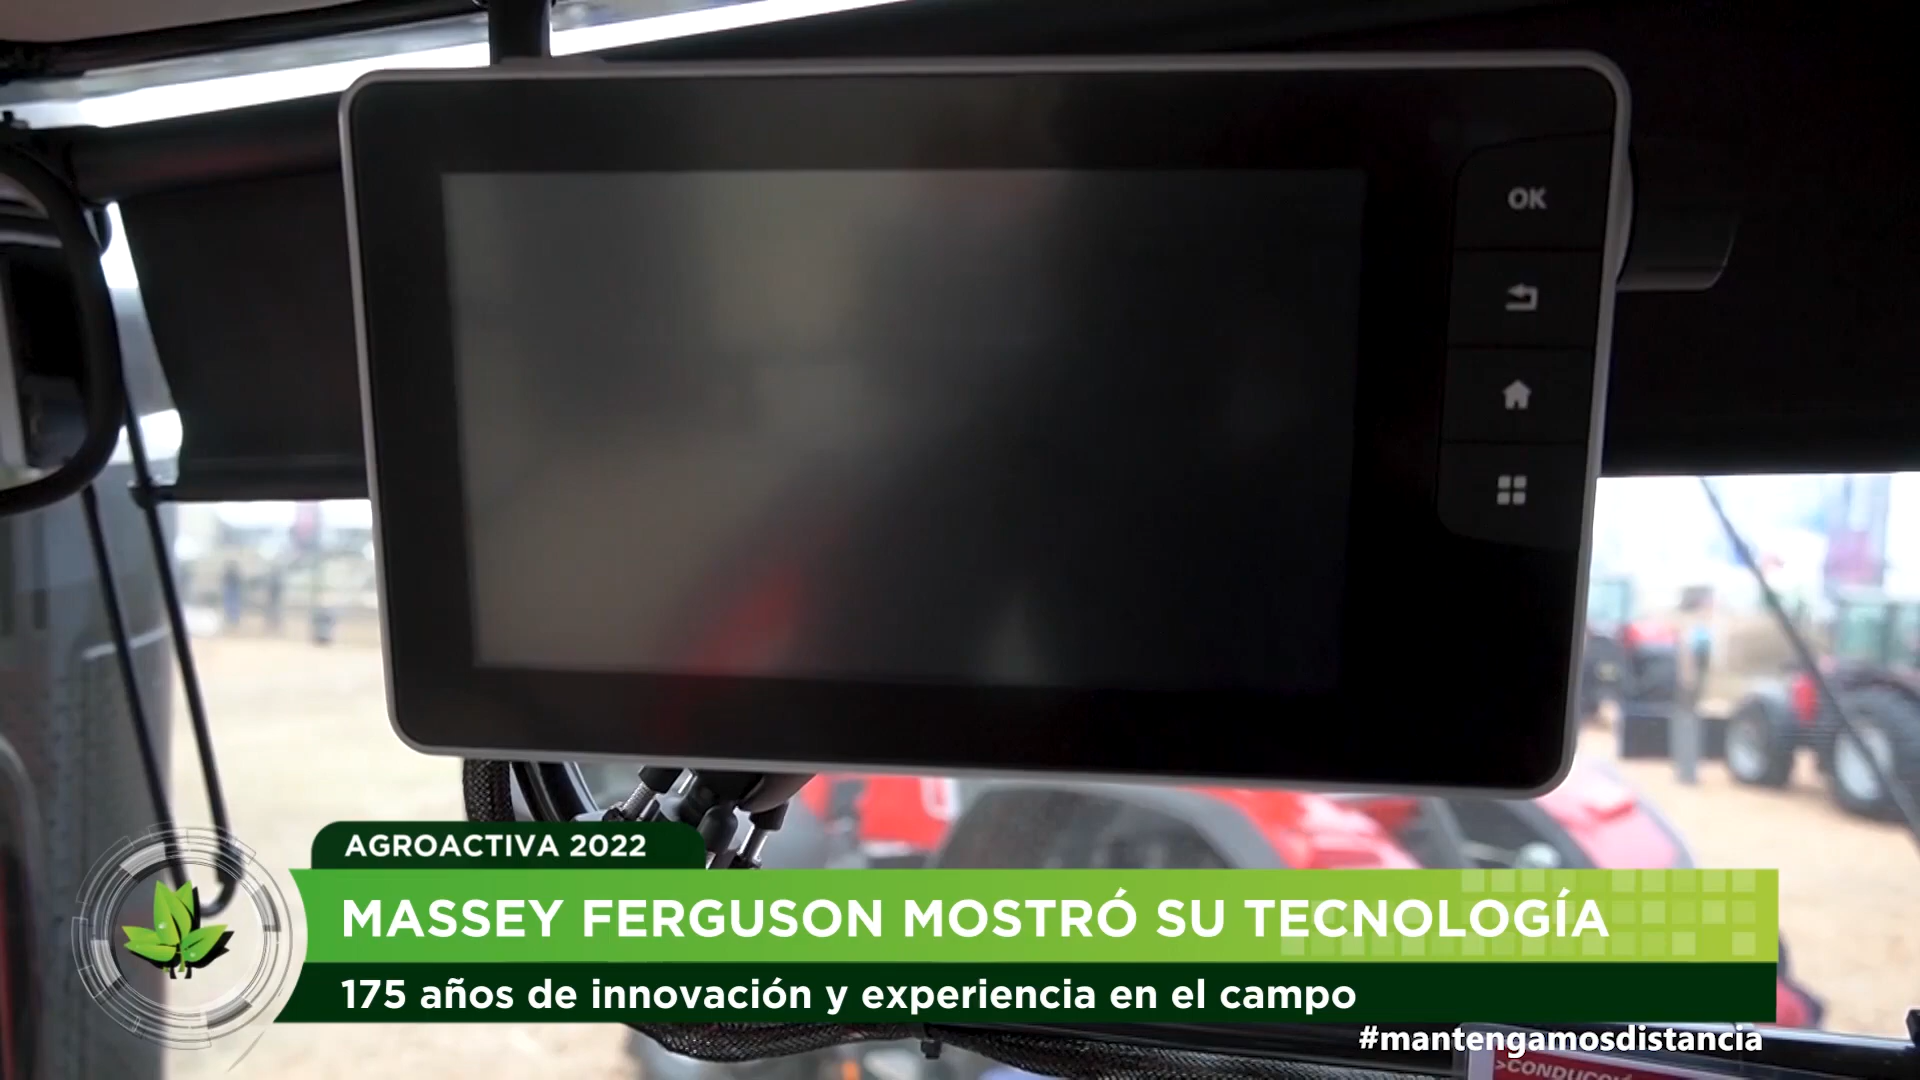 OK
AGROACTIVA 2022
MASSEY FERGUSON MOSTRÓ SU TECNOLOGÍA
175 años de innovación y experiencia en el campo
#mantengamosdistancia